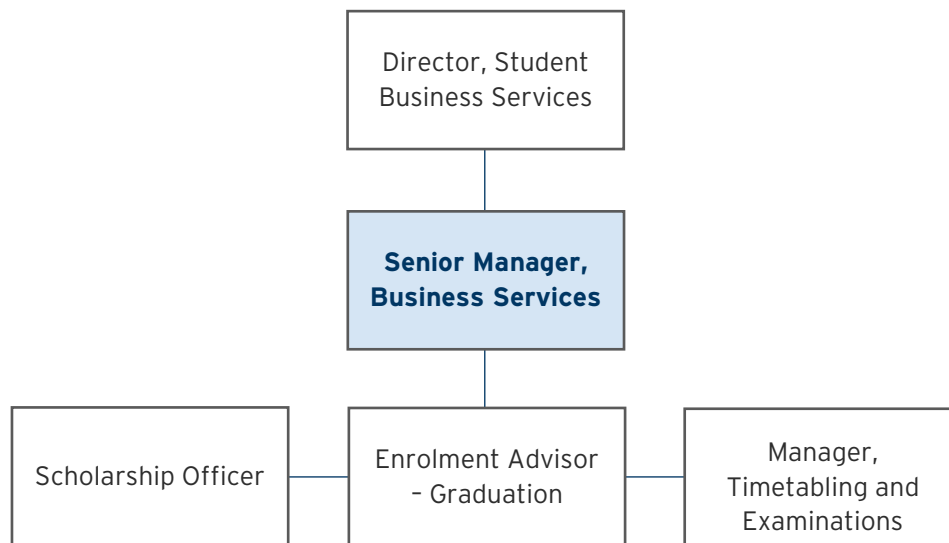 Director, Student
Business Services
Senior Manager,
Business Services
Scholarship Officer
Enrolment Advisor
– Graduation
Manager,
Timetabling and
Examinations